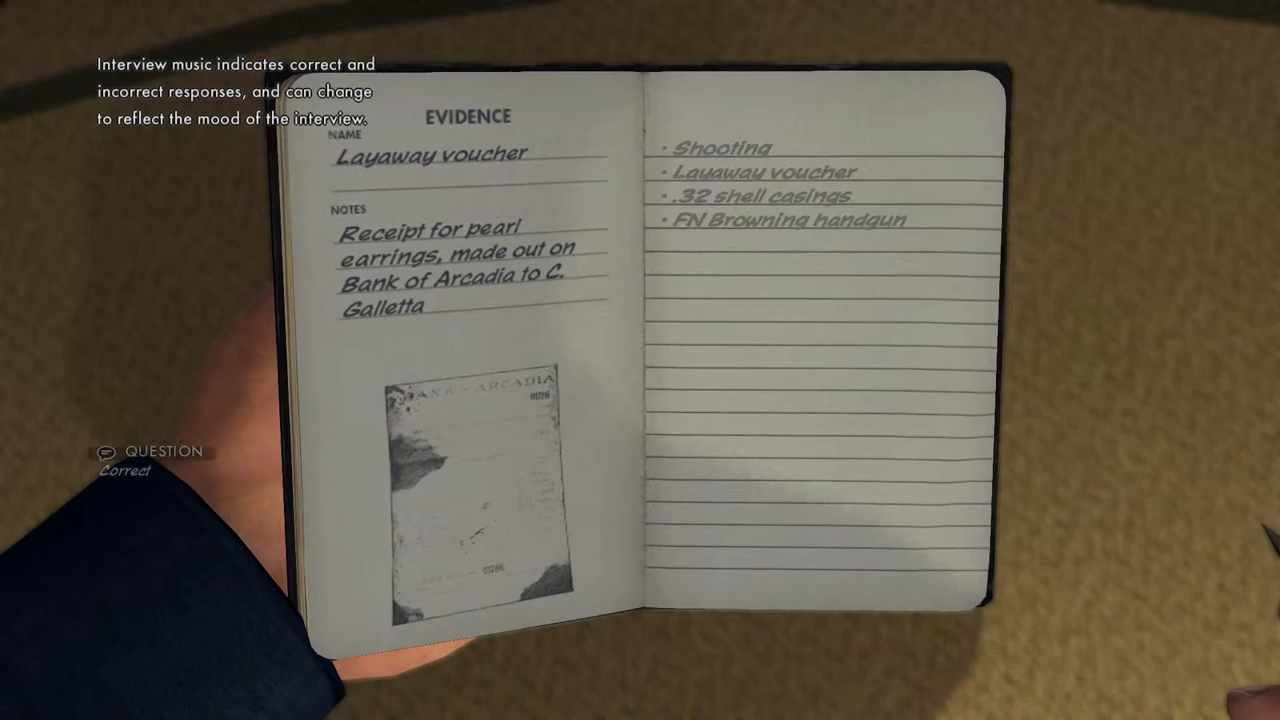 Interview music indicates correct and
incorrect responses, and can change
to reflect the mood of the interview.
EVIDENCE
NAME
Layaway voucher
NOTES
Receipt for pearl
earrings, made out on
Bank of Arcadia to C.
Galletta
ARCADIA
01786
01786
· Shooting
· Layaway voucher
· .32 shell casings
· FN Browning handgun
QUESTION
Correct